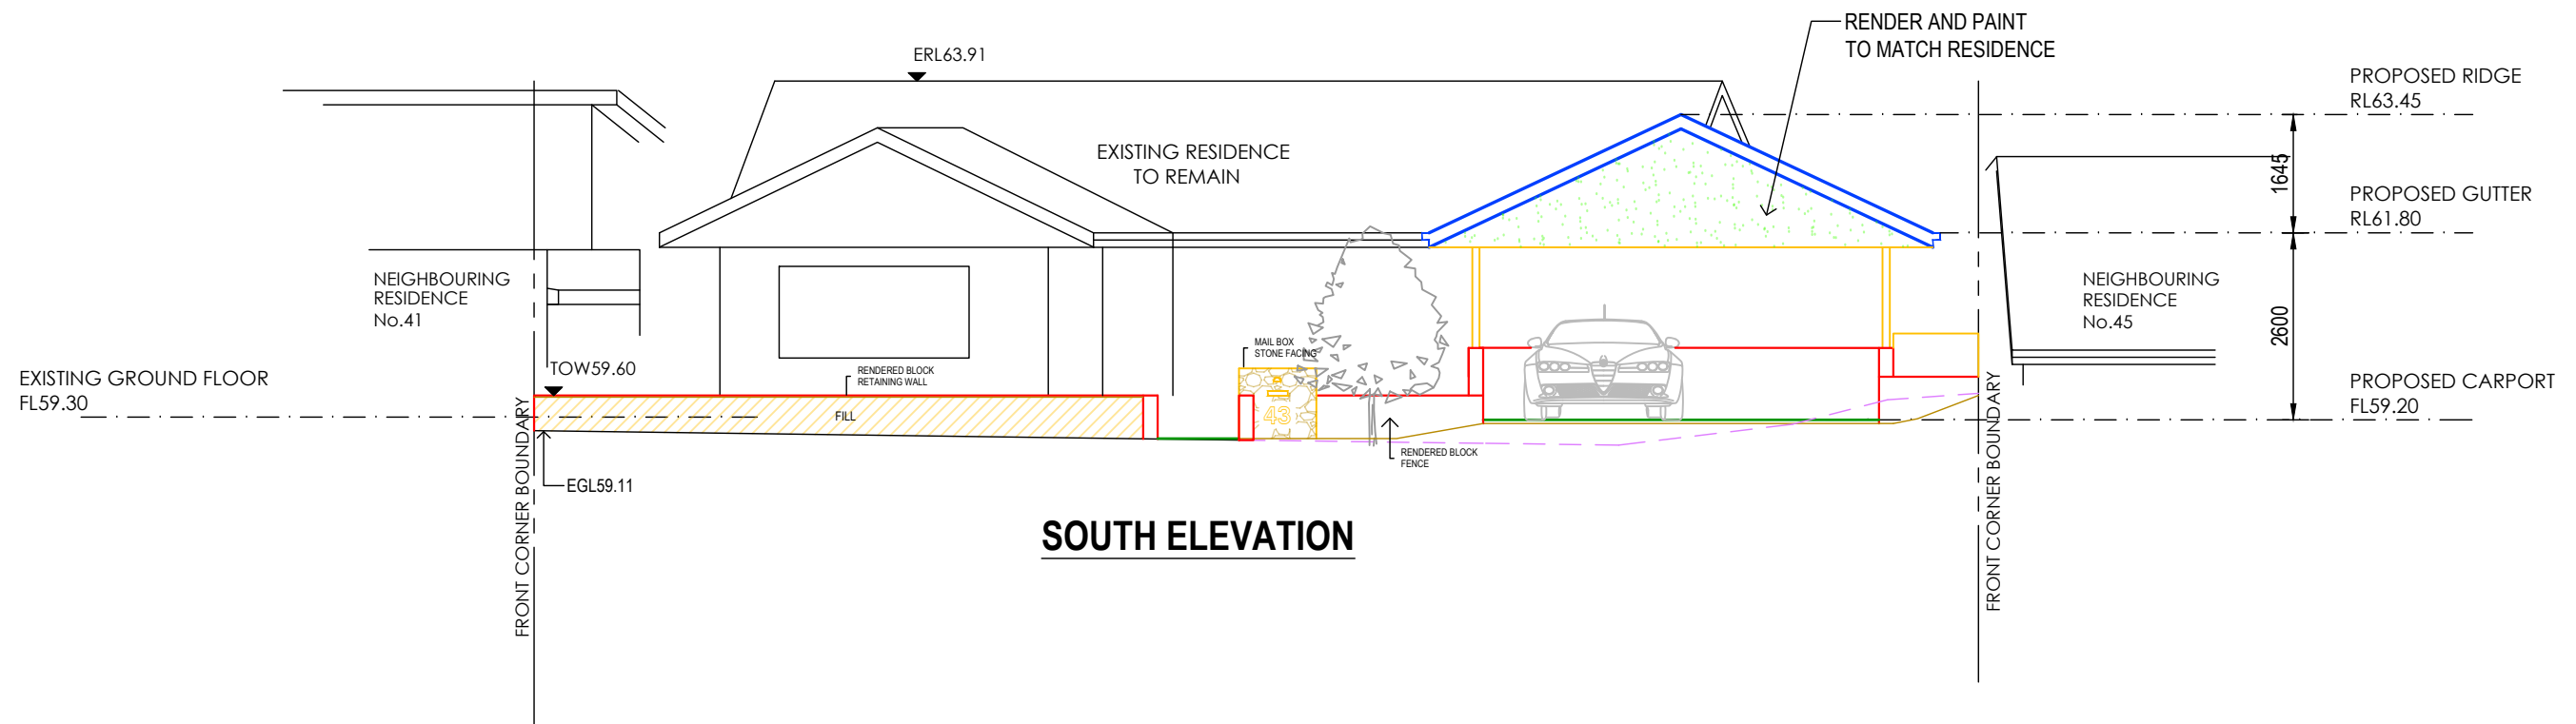 RENDER AND PAINT
TO MATCH RESIDENCE
ERL63.91
PROPOSED RIDGE
RL63.45
EXISTING RESIDENCE
TO REMAIN
1645
PROPOSED GUTTER
RL61.80
NEIGHBOURING
RESIDENCE
No.41
NEIGHBOURING
RESIDENCE
No.45
2600
MAIL BOX
STONE FACING
TOW59.60
RENDERED BLOCK
RETAINING WALL
EXISTING GROUND FLOOR
FL59.30
PROPOSED CARPORT
FL59.20
FILL
43
RENDERED BLOCK
FENCE
EGL59.11
FRONT CORNER BOUNDARY
FRONT CORNER BOUNDARY
SOUTH ELEVATION